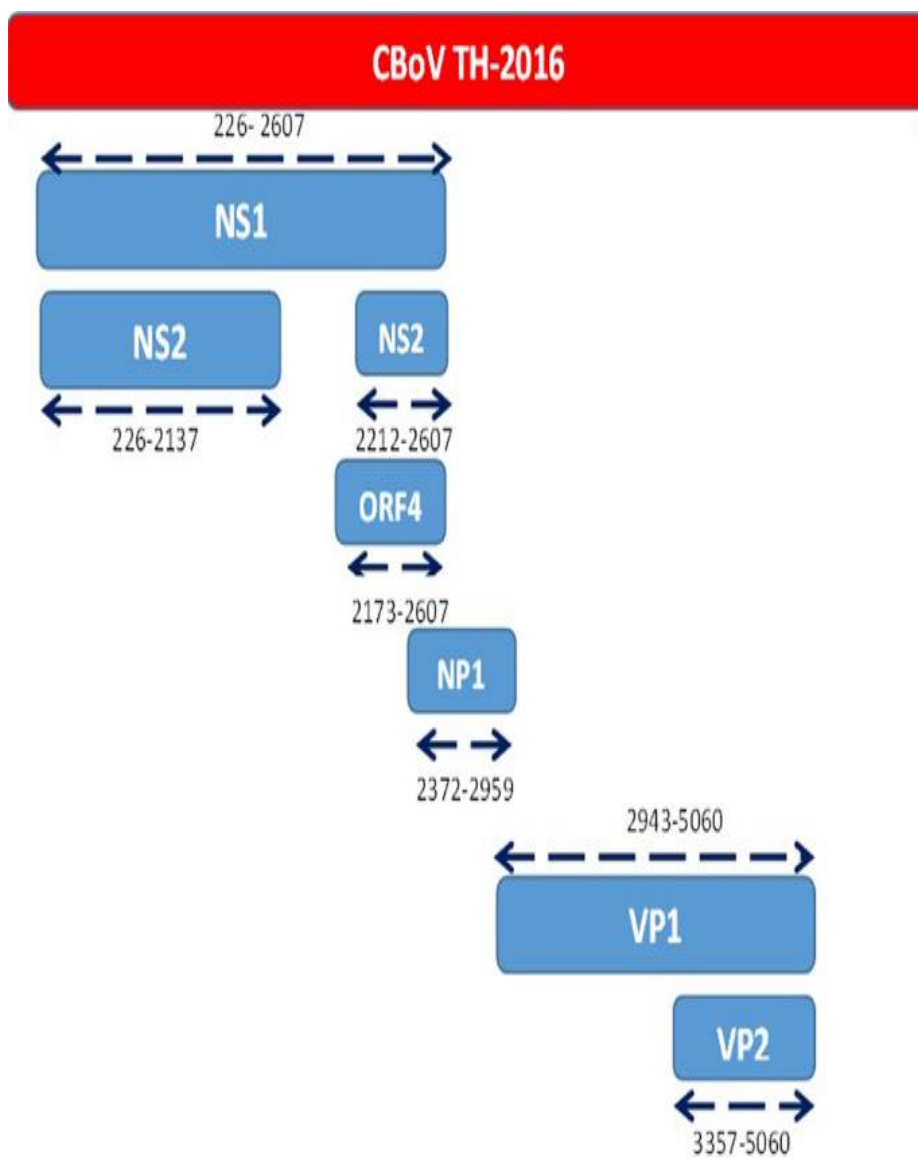 CBoV TH-2016
226- 2607
NS1
NS2 NS2
226-2137 2212-2607
ORF4
2173-2607
NP1
2372-2959
2943-5060
VP1
VP2
3357-5060